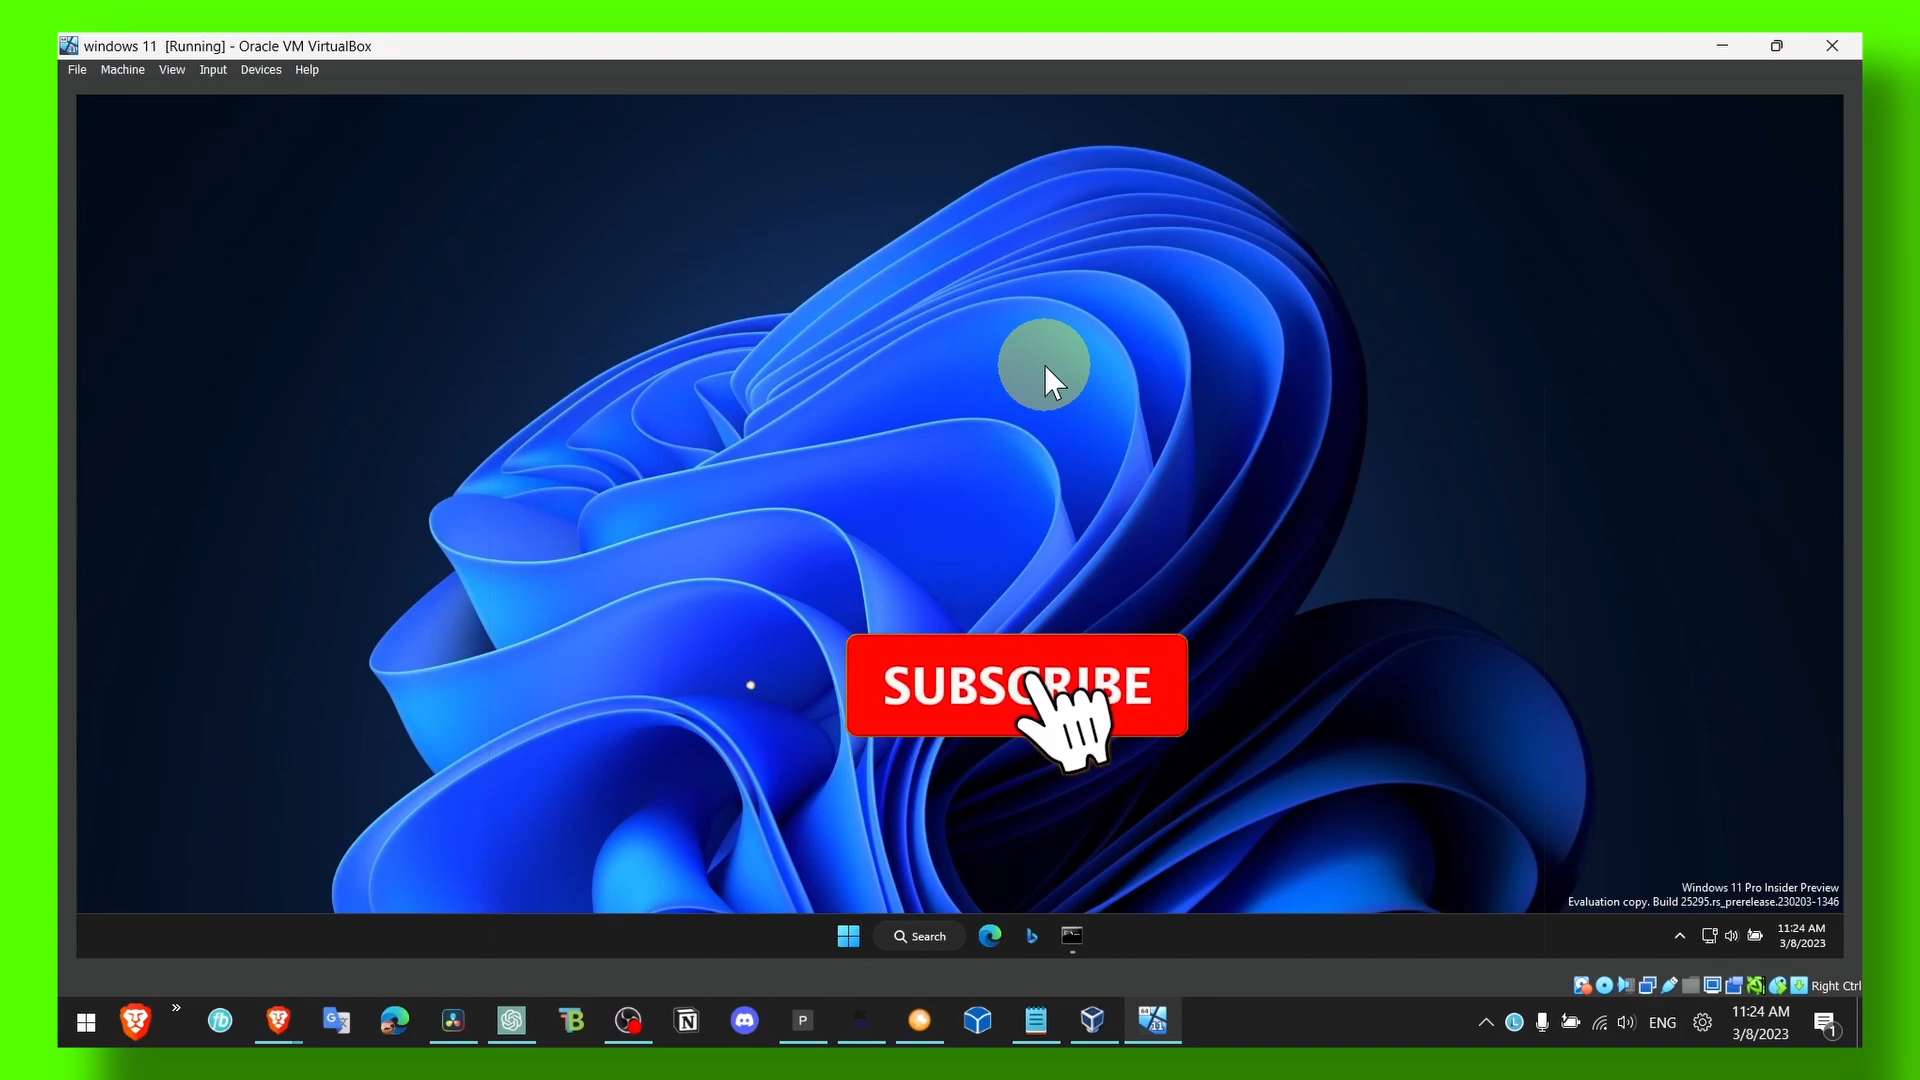 windows 11 [Running] - Oracle VM VirtualBox
File Machine View Input Devices Help
SUBSCRIBE
Windows 11 Pro Insider Preview
Evaluation copy. Build 25295.rs_prerelease.230203-1346
Search
11:24 AM
3/8/2023
Right Ctrl
ENG
11:24 AM
3/8/2023
1